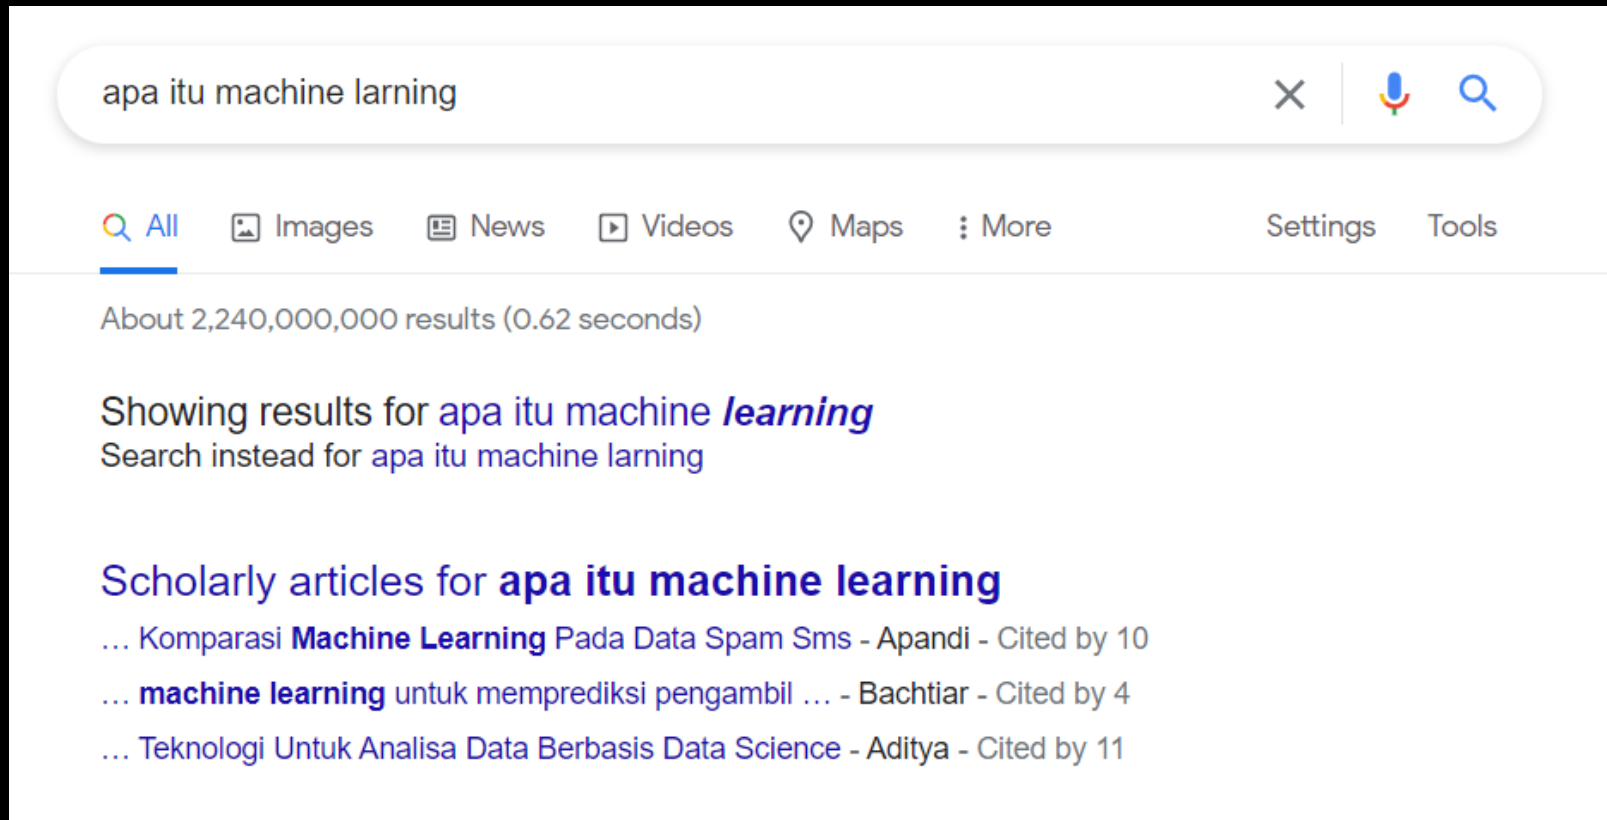 apa itu machine larning
All Images News Videos Maps More Settings Tools
About 2,240,000,000 results (0.62 seconds)
Showing results for apa itu machine learning
Search instead for apa itu machine larning
Scholarly articles for apa itu machine learning
… Komparasi Machine Learning Pada Data Spam Sms - Apandi - Cited by 10
… machine learning untuk memprediksi pengambil … - Bachtiar - Cited by 4
… Teknologi Untuk Analisa Data Berbasis Data Science - Aditya - Cited by 11